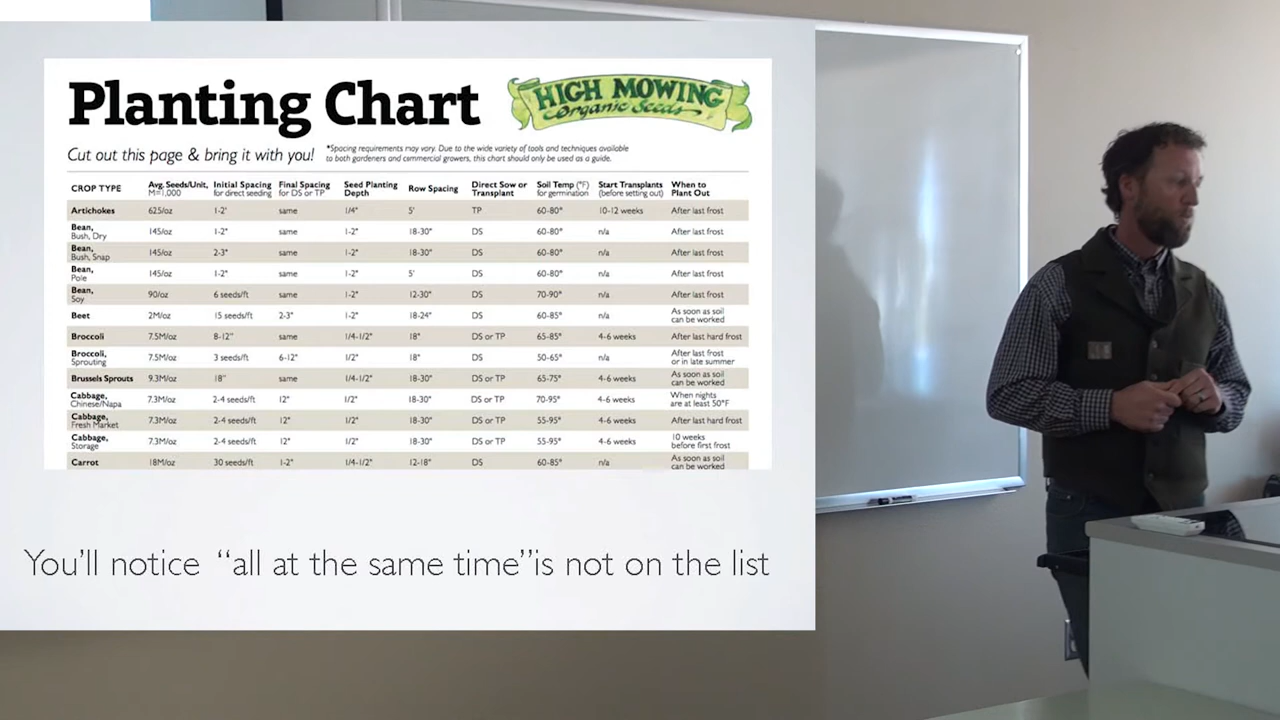 Planting Chart
HIGH MOWING
Organic Seeds
Cut out this page & bring it with you!
*Spacing requirements may vary. Due to the wide variety of tools and techniques available
to both gardeners and commercial growers, this chart should only be used as a guide.
CROP TYPE Avg. Seeds/Unit, M=1,000 Initial Spacing for direct seeding Final Spacing for DS or TP Seed Planting Depth Row Spacing Direct Sow or Transplant Soil Temp (°F) for germination Start Transplants (before setting out) When to Plant Out
Artichokes 625/oz 1-2' same 1/4" 5' TP 60-80° 10-12 weeks After last frost
Bean, Bush, Dry 145/oz 1-2" same 1-2" 18-30" DS 60-80° n/a After last frost
Bean, Bush, Snap 145/oz 2-3" same 1-2" 18-30" DS 60-80° n/a After last frost
Bean, Pole 145/oz 1-2" same 1-2" 5' DS 60-80° n/a After last frost
Bean, Soy 90/oz 6 seeds/ft same 1-2" 12-30" DS 70-90° n/a After last frost
Beet 2M/oz 15 seeds/ft 2-3" 1-2" 18-24" DS 60-85° n/a As soon as soil can be worked
Broccoli 7.5M/oz 8-12" same 1/4-1/2" 18" DS or TP 65-85° 4-6 weeks After last hard frost
Broccoli, Sprouting 7.5M/oz 3 seeds/ft 6-12" 1/2" 18" DS 50-65° n/a After last frost or in late summer
Brussels Sprouts 9.3M/oz 18" same 1/4-1/2" 18-30" DS or TP 65-75° 4-6 weeks As soon as soil can be worked
Cabbage, Chinese/Napa 7.3M/oz 2-4 seeds/ft 12" 1/2" 18-30" DS or TP 70-95° 4-6 weeks When nights are at least 50°F
Cabbage, Fresh Market 7.3M/oz 2-4 seeds/ft 12" 1/2" 18-30" DS or TP 55-95° 4-6 weeks After last hard frost
Cabbage, Storage 7.3M/oz 2-4 seeds/ft 12" 1/2" 18-30" DS or TP 55-95° 4-6 weeks 10 weeks before first frost
Carrot 18M/oz 30 seeds/ft 1-2" 1/4-1/2" 12-18" DS 60-85° n/a As soon as soil can be worked
You'll notice "all at the same time"is not on the list